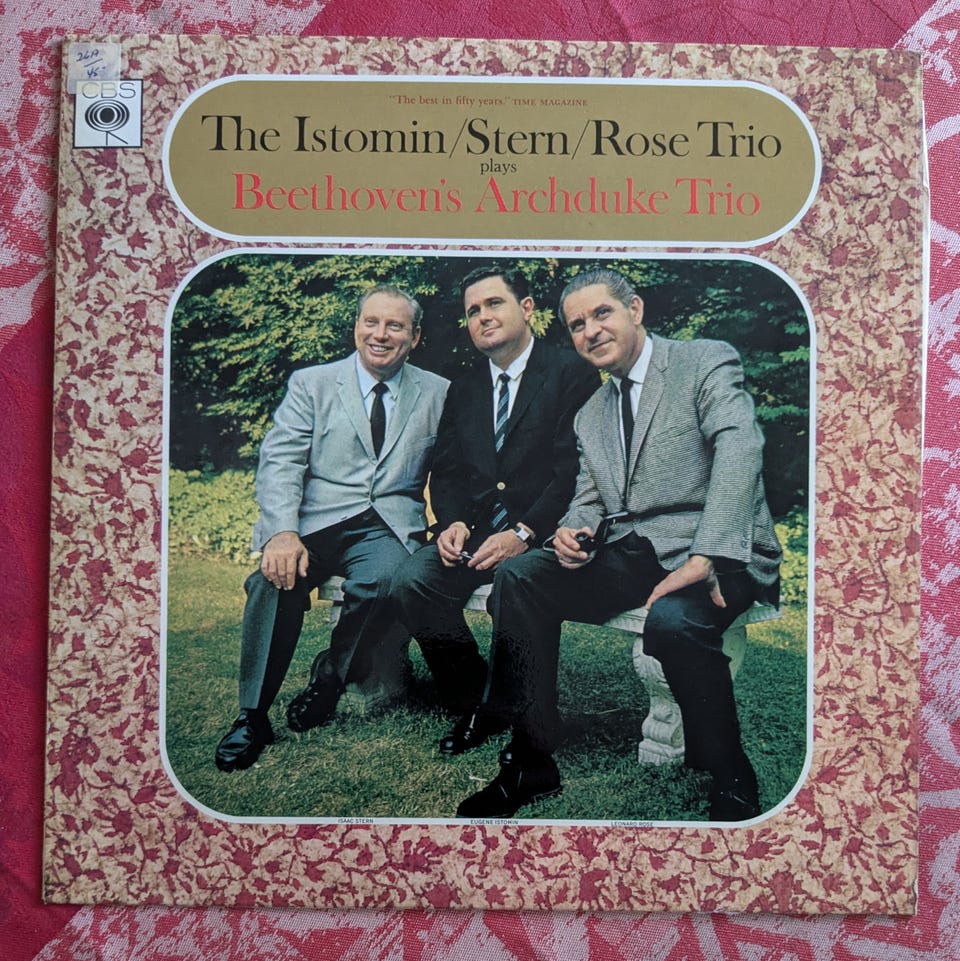 CBS
"The best in fifty years." TIME MAGAZINE
The Istomin/Stern/Rose Trio
plays
Beethoven's Archduke Trio
ISAAC STERN
EUGENE ISTOMIN
LEONARD ROSE